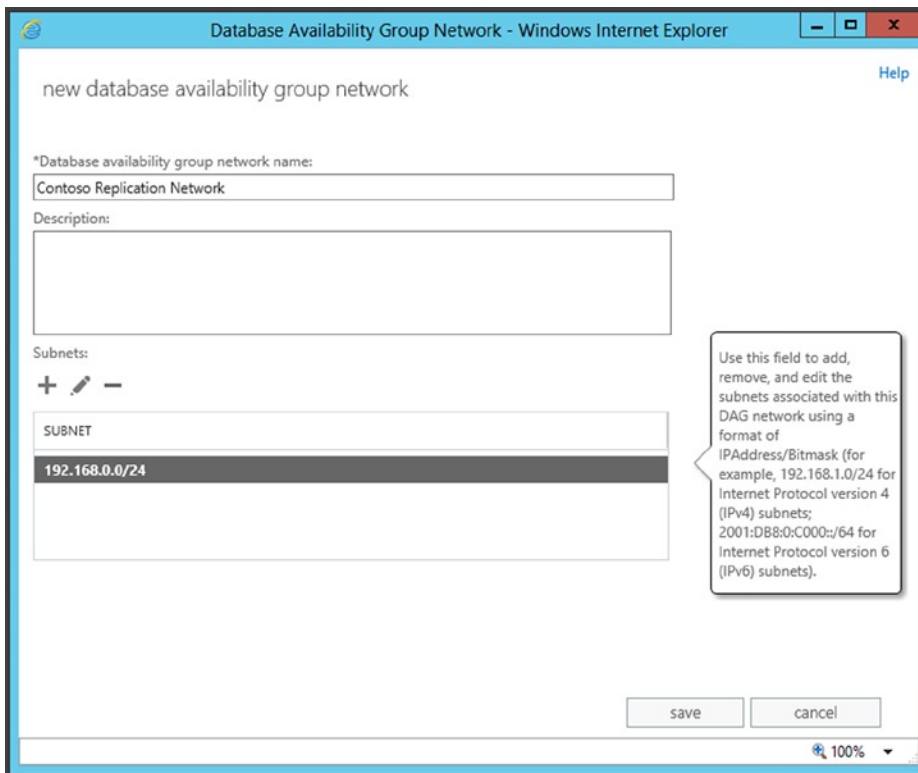 Database Availability Group Network - Windows Internet Explorer
Help
new database availability group network
*Database availability group network name:
Contoso Replication Network
Description:
Subnets:
SUBNET
192.168.0.0/24
Use this field to add,
remove, and edit the
subnets associated with this
DAG network using a
format of
IPAddress/Bitmask (for
example, 192.168.1.0/24 for
Internet Protocol version 4
(IPv4) subnets;
2001:DB8:0:C000::/64 for
Internet Protocol version 6
(IPv6) subnets).
save
cancel
100%